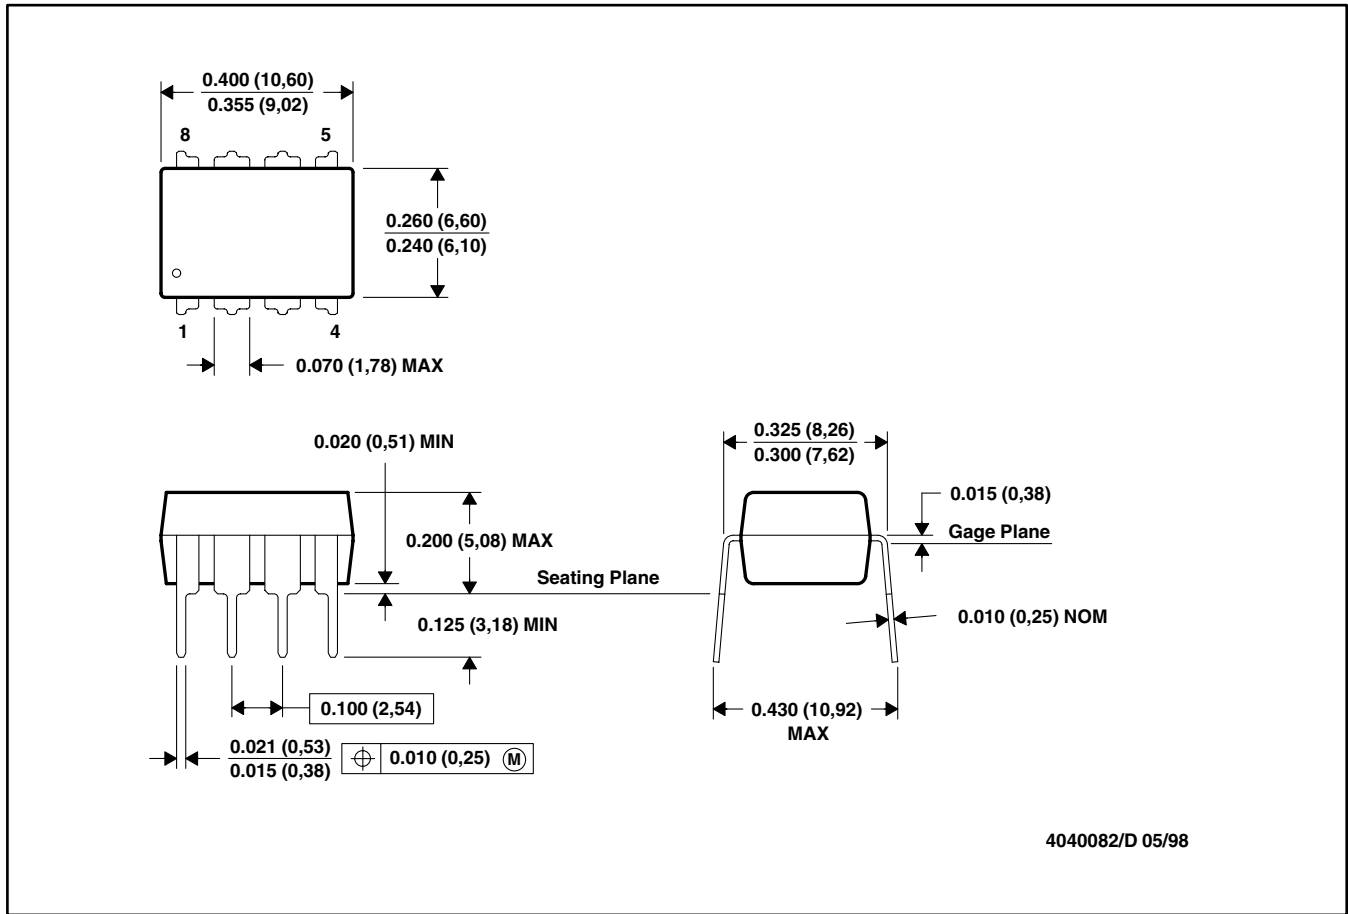 0.400 (10,60)
0.355 (9,02)
8
5
0.260 (6,60)
0.240 (6,10)
1
4
0.070 (1,78) MAX
0.020 (0,51) MIN
0.325 (8,26)
0.300 (7,62)
0.015 (0,38)
0.200 (5,08) MAX
Gage Plane
Seating Plane
0.125 (3,18) MIN
0.010 (0,25) NOM
0.100 (2,54)
0.430 (10,92)
MAX
0.021 (0,53)
0.015 (0,38)
0.010 (0,25) M
4040082/D 05/98